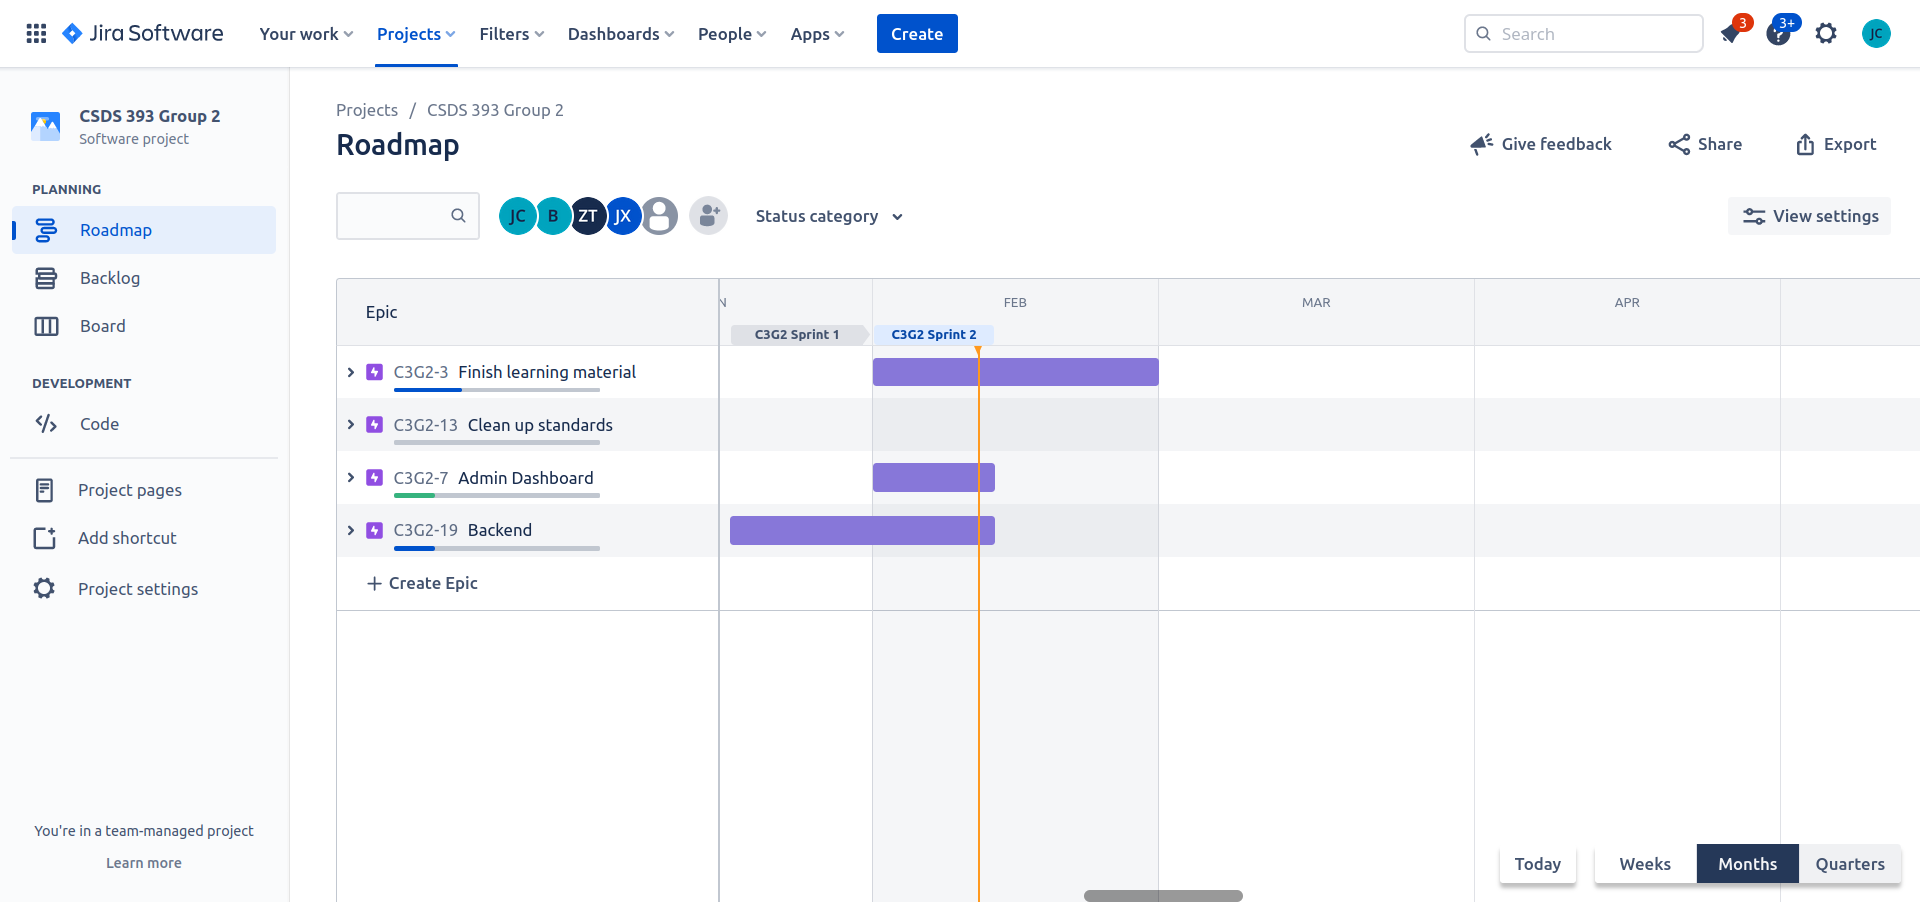 Jira Software
Your work
Projects
Filters
Dashboards
People
Apps
Create
Search
3
3+
JC
CSDS 393 Group 2
Software project
PLANNING
Roadmap
Backlog
Board
DEVELOPMENT
Code
Project pages
Add shortcut
Project settings
You're in a team-managed project
Learn more
Projects / CSDS 393 Group 2
Roadmap
Give feedback
Share
Export
JC
B
ZT
JX
Status category
View settings
Epic
N
FEB
MAR
APR
C3G2 Sprint 1
C3G2 Sprint 2
C3G2-3 Finish learning material
C3G2-13 Clean up standards
C3G2-7 Admin Dashboard
C3G2-19 Backend
+ Create Epic
Today
Weeks
Months
Quarters